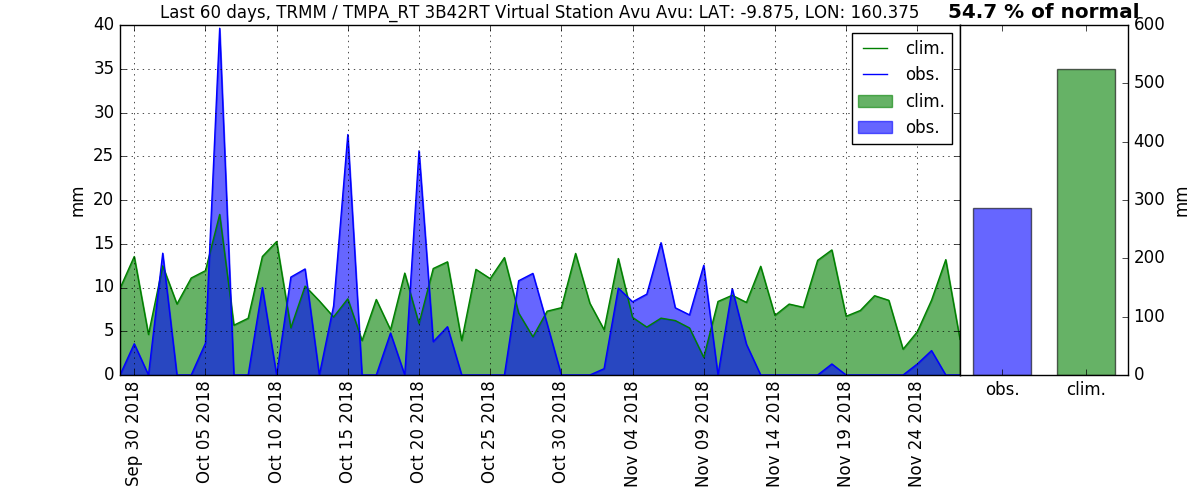 Last 60 days, TRMM / TMPA_RT 3B42RT Virtual Station Avu Avu: LAT: -9.875, LON: 160.375
54.7 % of normal
40
35
30
25
20
15
10
5
0
mm
clim.
obs.
clim.
obs.
600
500
400
300
200
100
0
mm
Sep 30 2018
Oct 05 2018
Oct 10 2018
Oct 15 2018
Oct 20 2018
Oct 25 2018
Oct 30 2018
Nov 04 2018
Nov 09 2018
Nov 14 2018
Nov 19 2018
Nov 24 2018
obs.
clim.